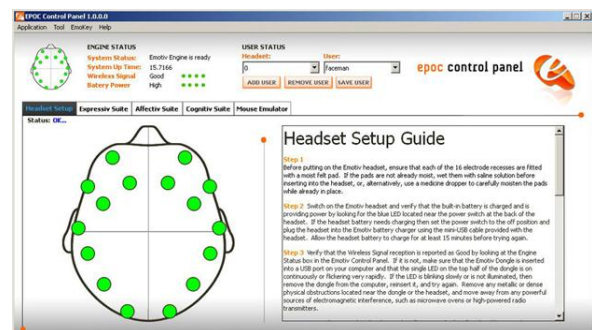 EPOC Control Panel 1.0.0.0
Application Tool EmoKey Help
ENGINE STATUS
System Status: Emotiv Engine is ready
System Up Time: 15.7166
Wireless Signal Good
Battery Power High
USER STATUS
Headset: User:
0 faceman
ADD USER REMOVE USER SAVE USER
epoc control panel
Headset Setup Expressiv Suite Affectiv Suite Cognitiv Suite Mouse Emulator
Status: OK...
Headset Setup Guide
Step 1
Before putting on the Emotiv headset, ensure that each of the 16 electrode recesses are fitted
with a moist felt pad. If the pads are not already moist, wet them with saline solution before
inserting into the headset, or, alternatively, use a medicine dropper to carefully moisten the pads
while already in place.
Step 2 Switch on the Emotiv headset and verify that the built-in battery is charged and is
providing power by looking for the blue LED located near the power switch at the back of the
headset. If the headset battery needs charging then set the power switch to the off position and
plug the headset into the Emotiv battery charger using the mini-USB cable provided with the
headset. Allow the headset battery to charge for at least 15 minutes before trying again.
Step 3 Verify that the Wireless Signal reception is reported as Good by looking at the Engine
Status box in the Emotiv Control Panel. If it is not, make sure that the Emotiv Dongle is inserted
into a USB port on your computer and that the single LED on the top half of the dongle is on
continuously or flickering very rapidly. If the LED is blinking slowly or is not illuminated, then
remove the dongle from the computer, reinsert it, and try again. Remove any metallic or dense
physical obstructions located near the dongle or the headset, and move away from any powerful
sources of electromagnetic interference, such as microwave ovens or high-powered radio
transmitters.